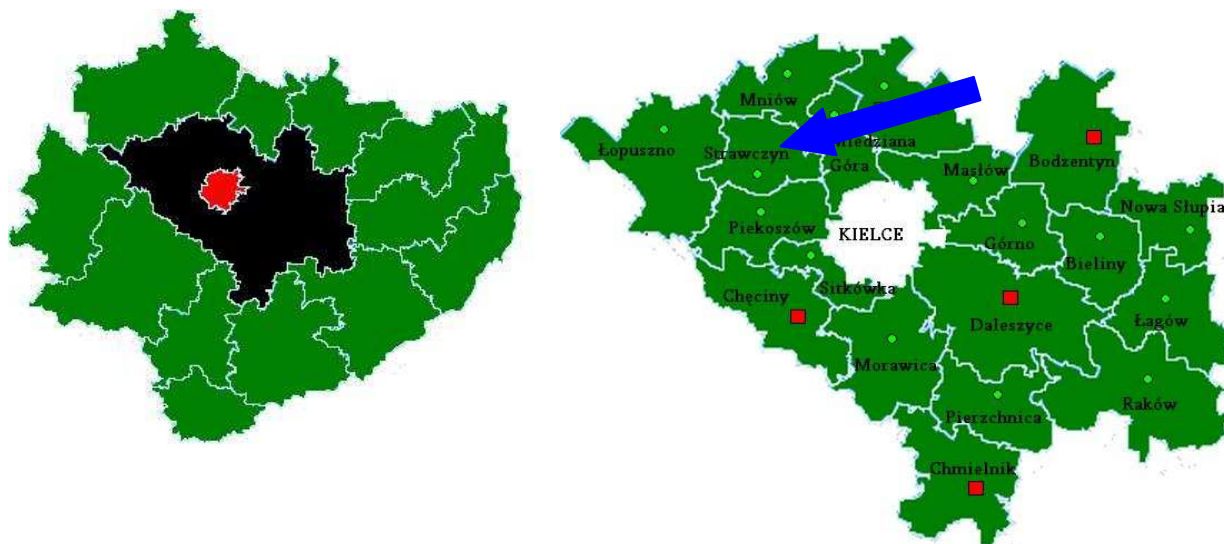 Mniów
Łopuszno
Strawczyn
Góra
Masłów
Bodzentyn
Nowa Słupia
Piekoszów
KIELCE
Górno
Bieliny
Chęciny
Sitkówka
Daleszyce
Łagów
Morawica
Pierzchnica
Raków
Chmielnik